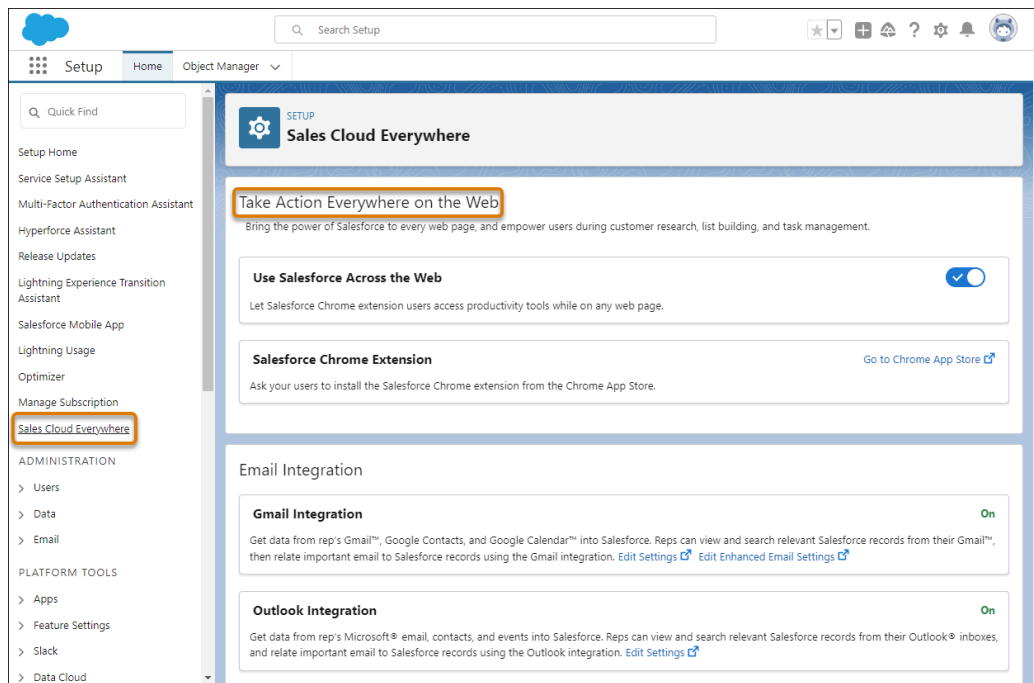 Search Setup
Setup
Home
Object Manager
Quick Find
Setup Home
Service Setup Assistant
Multi-Factor Authentication Assistant
Hyperforce Assistant
Release Updates
Lightning Experience Transition
Assistant
Salesforce Mobile App
Lightning Usage
Optimizer
Manage Subscription
Sales Cloud Everywhere
ADMINISTRATION
Users
Data
Email
PLATFORM TOOLS
Apps
Feature Settings
Slack
Data Cloud
SETUP
Sales Cloud Everywhere
Take Action Everywhere on the Web
Bring the power of Salesforce to every web page, and empower users during customer research, list building, and task management.
Use Salesforce Across the Web
Let Salesforce Chrome extension users access productivity tools while on any web page.
Salesforce Chrome Extension
Go to Chrome App Store
Ask your users to install the Salesforce Chrome extension from the Chrome App Store.
Email Integration
Gmail Integration
On
Get data from rep's Gmail™, Google Contacts, and Google Calendar™ into Salesforce. Reps can view and search relevant Salesforce records from their Gmail™,
then relate important email to Salesforce records using the Gmail integration. Edit Settings Edit Enhanced Email Settings
Outlook Integration
On
Get data from rep's Microsoft® email, contacts, and events into Salesforce. Reps can view and search relevant Salesforce records from their Outlook® inboxes,
and relate important email to Salesforce records using the Outlook integration. Edit Settings